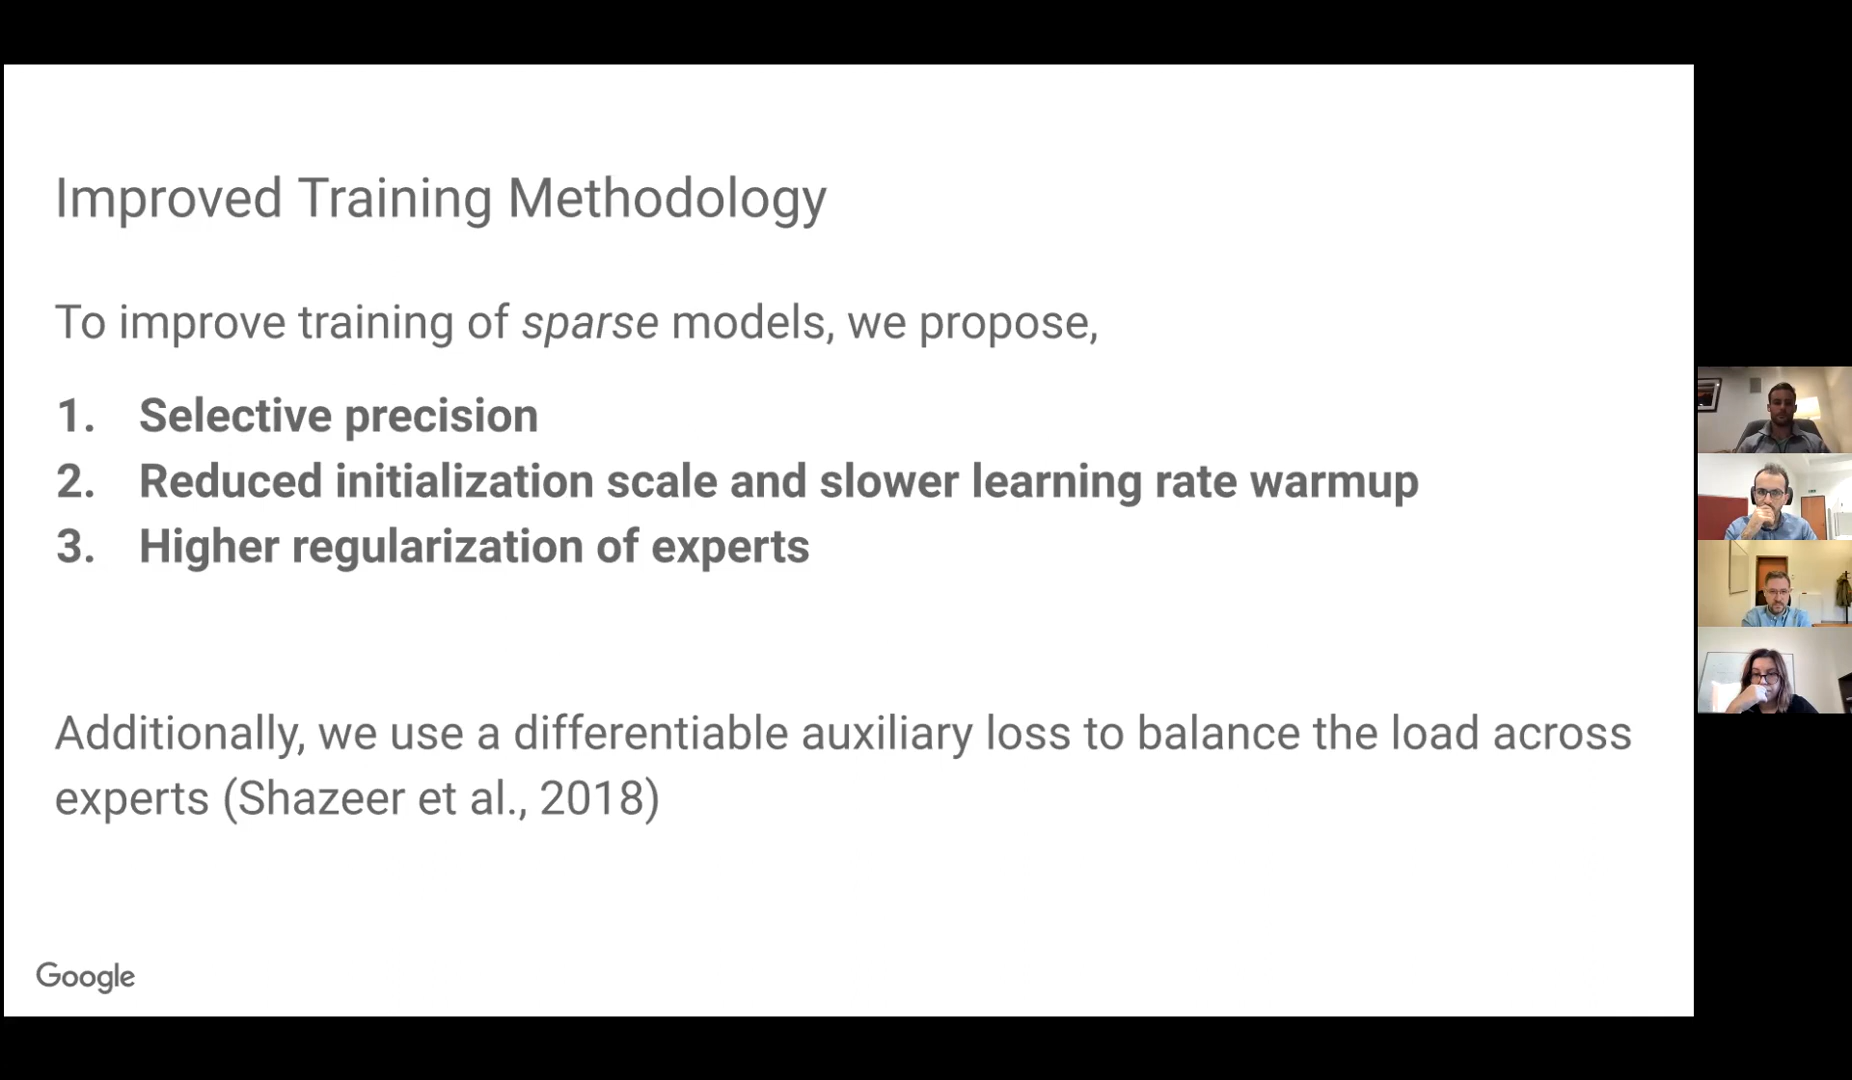 Improved Training Methodology
To improve training of sparse models, we propose,
1. Selective precision
2. Reduced initialization scale and slower learning rate warmup
3. Higher regularization of experts
Additionally, we use a differentiable auxiliary loss to balance the load across
experts (Shazeer et al., 2018)
Google